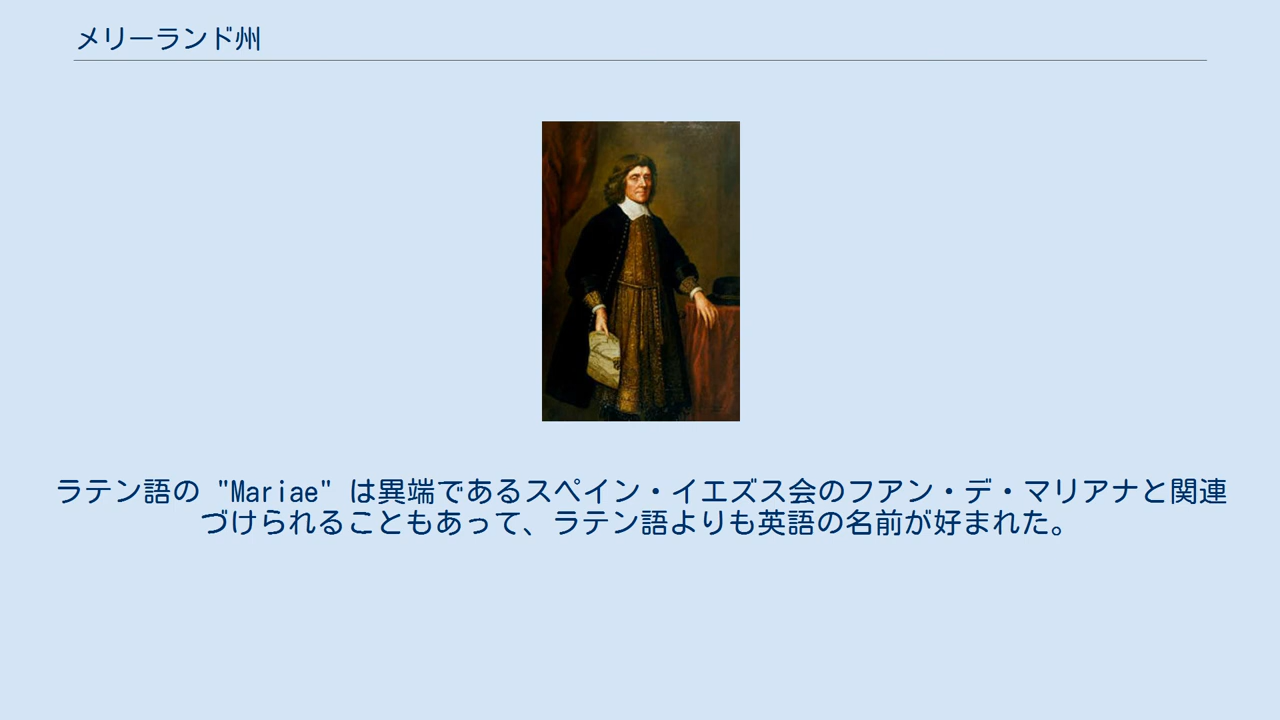 メリーランド州
ラテン語の "Mariae" は異端であるスペイン・イエズス会のフアン・デ・マリアナと関連
づけられることもあって、ラテン語よりも英語の名前が好まれた。